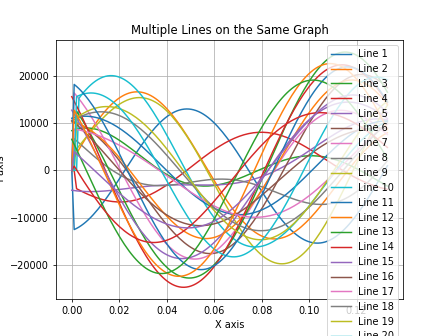 Multiple Lines on the Same Graph
20000
10000
0
−10000
−20000
0.00
0.02
0.04
0.06
0.08
0.10
X axis
axis
Line 1
Line 2
Line 3
Line 4
Line 5
Line 6
Line 7
Line 8
Line 9
Line 10
Line 11
Line 12
Line 13
Line 14
Line 15
Line 16
Line 17
Line 18
Line 19
Line 20